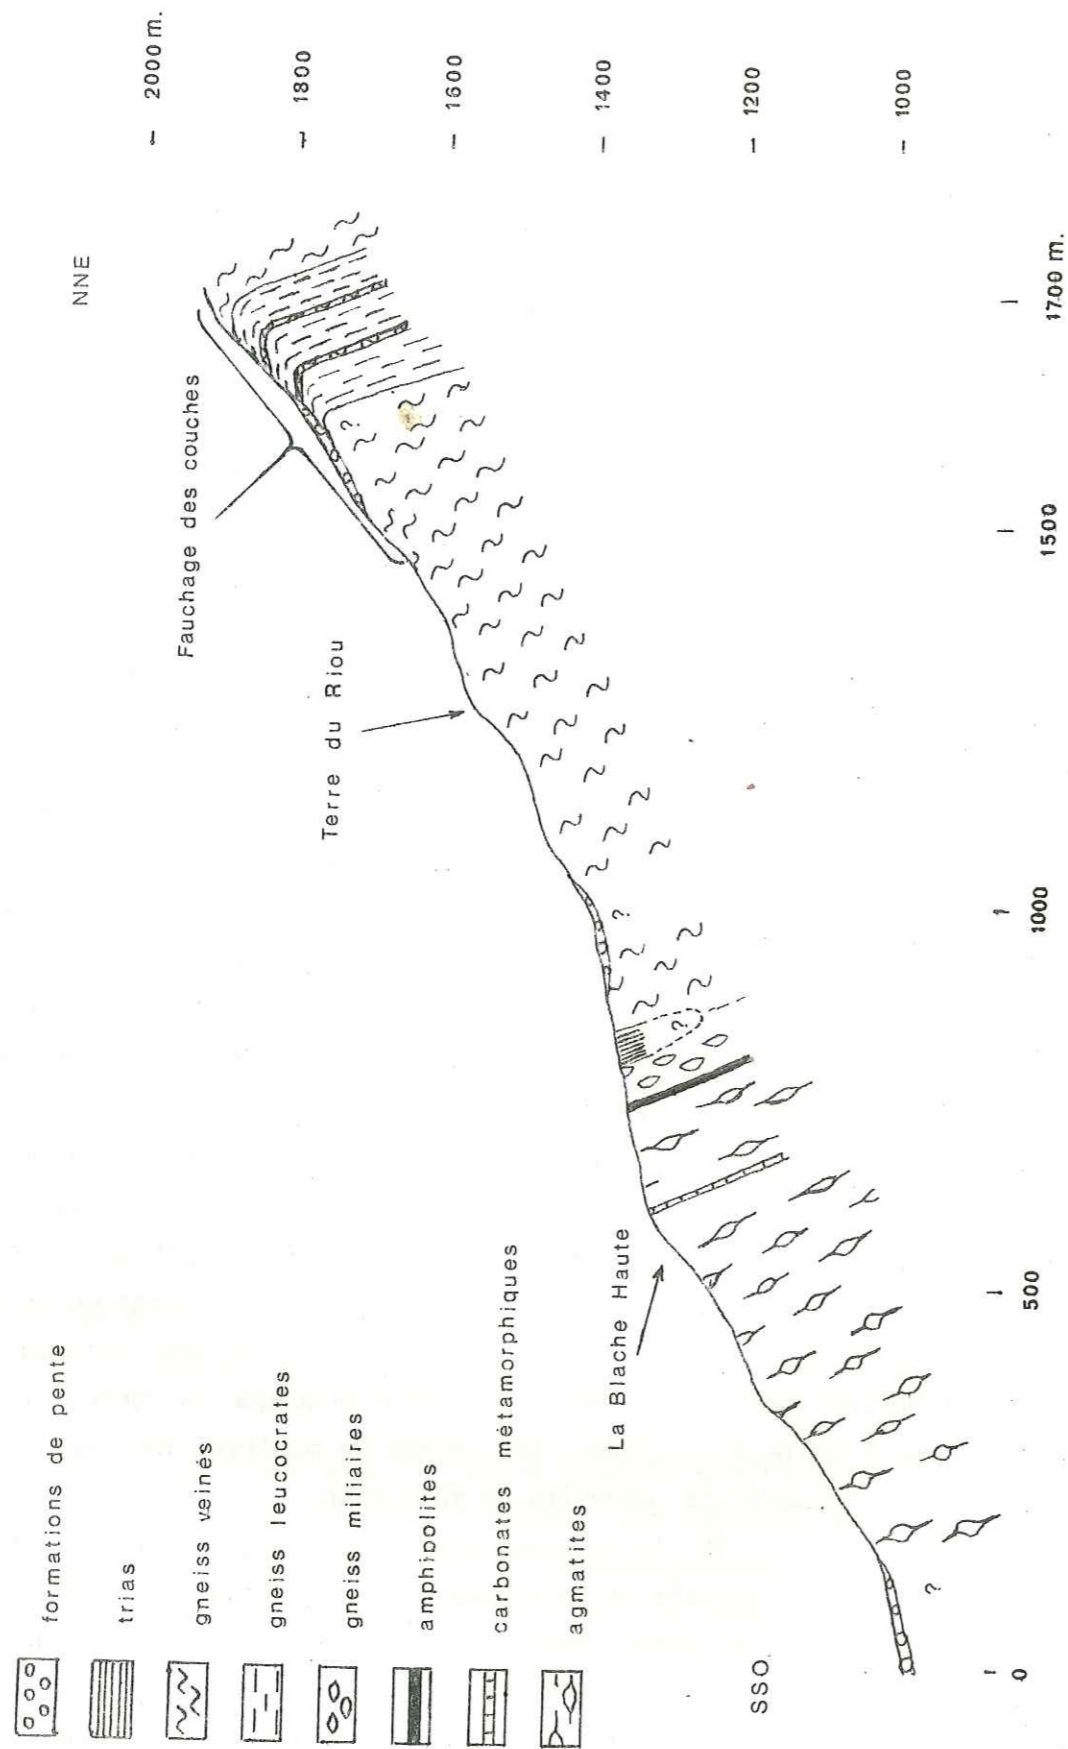 NNE
— 2000 m.
— 1800
— 1600
— 1400
— 1200
— 1000
Fauchage des couches
Terre du Riou
La Blache Haute
?
?
?
?
SSO
0
500
1000
1500
1700 m.
formations de pente
trias
gneiss veinés
gneiss leucocrates
gneiss miliaires
amphibolites
carbonates métamorphiques
agmatites